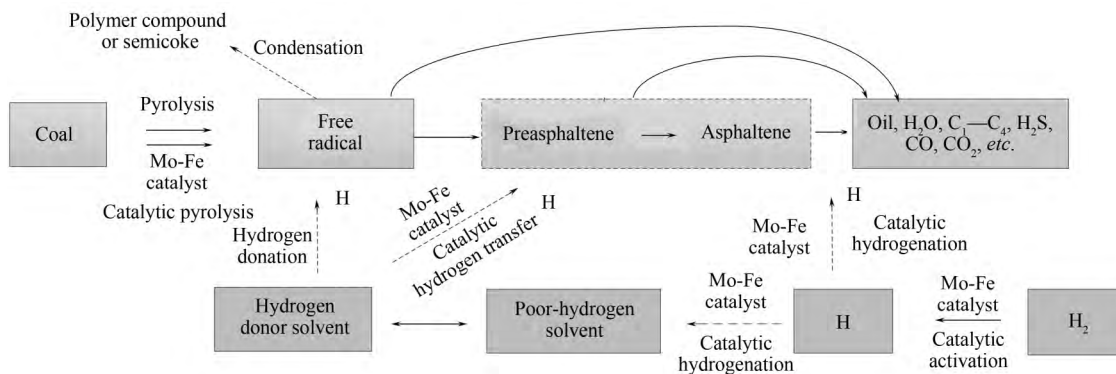 Polymer compound
or semicoke
Condensation
Coal
Pyrolysis
Mo-Fe
catalyst
Catalytic pyrolysis
Free
radical
Preasphaltene
Asphaltene
Oil, H₂O, C₁—C₄, H₂S,
CO, CO₂, etc.
H
Hydrogen
donation
Mo-Fe
catalyst
Catalytic
hydrogen transfer
H
Mo-Fe
catalyst
H
Catalytic
hydrogenation
Hydrogen
donor solvent
Poor-hydrogen
solvent
Mo-Fe
catalyst
Catalytic
hydrogenation
H
Mo-Fe
catalyst
Catalytic
activation
H₂